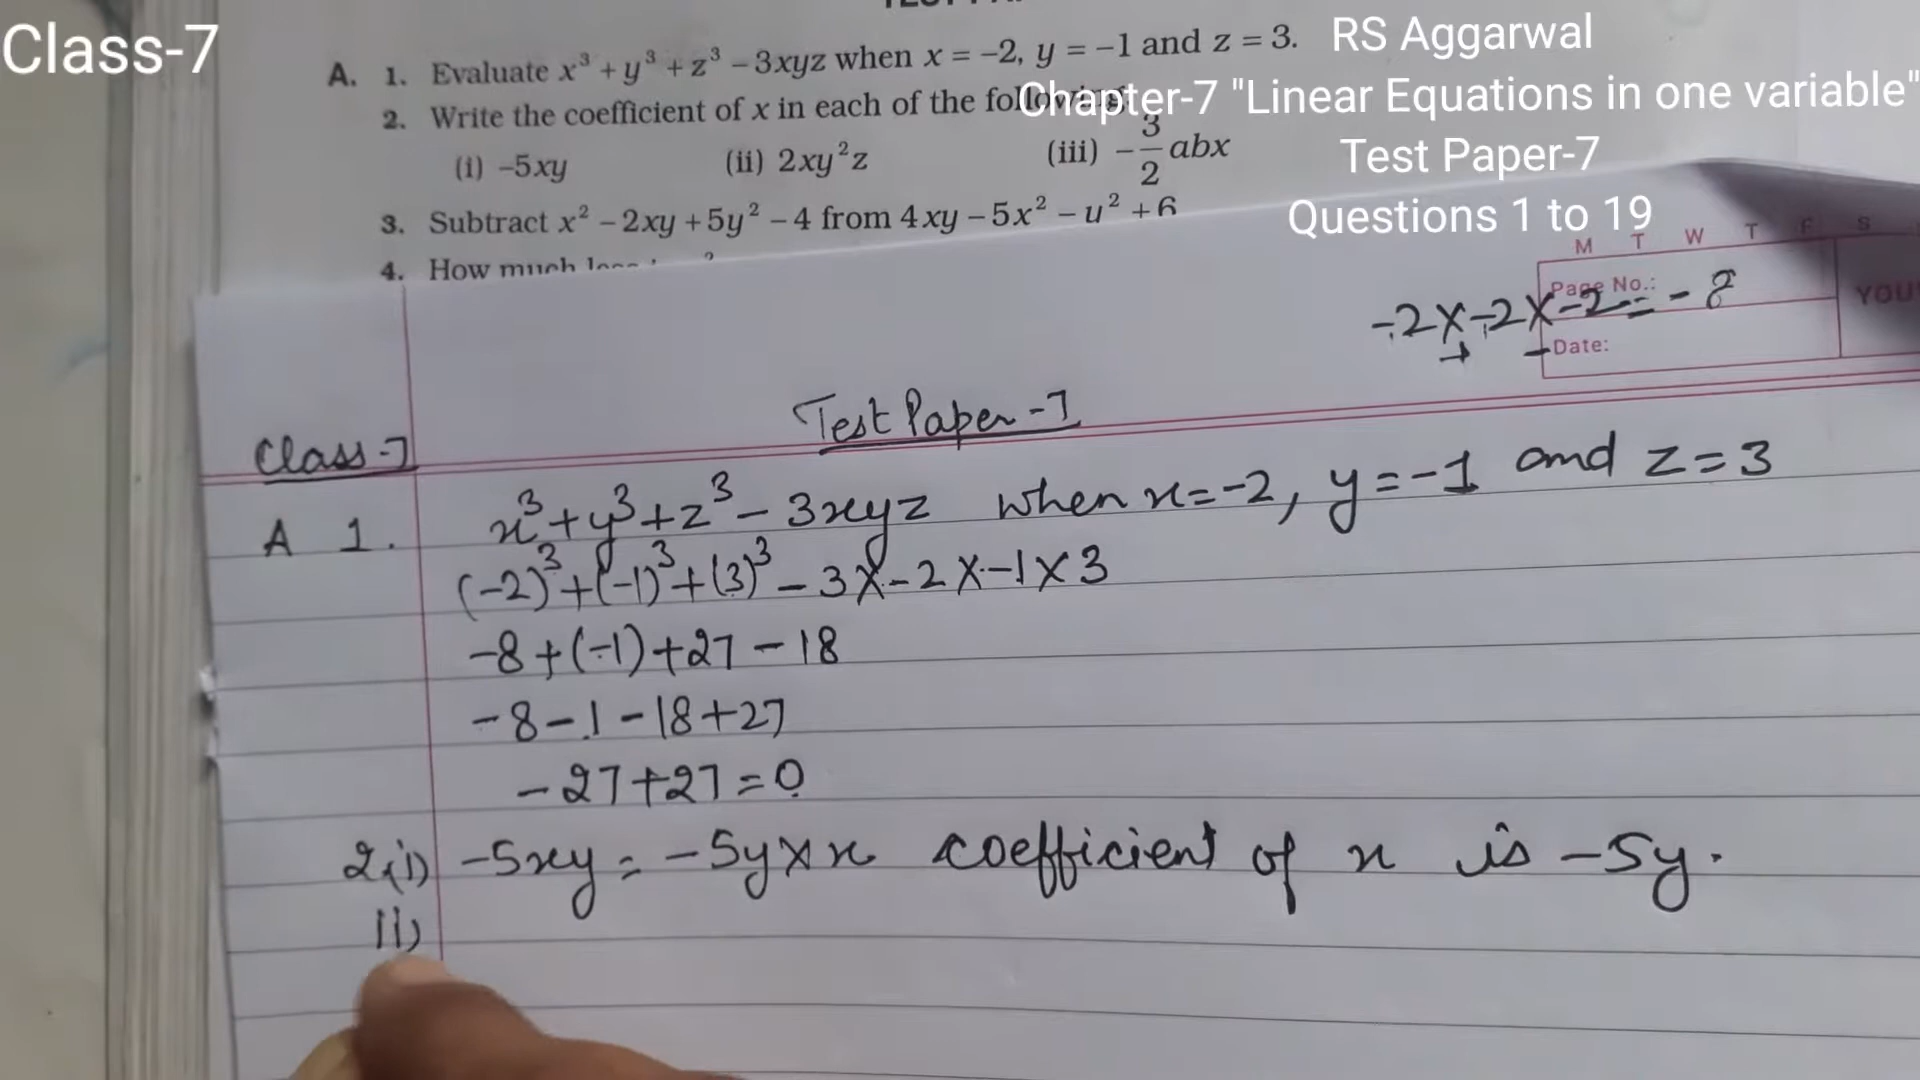 Class-7
RS Aggarwal
Chapter-7 "Linear Equations in one variable"
Test Paper-7
Questions 1 to 19
A. 1. Evaluate x³ + y³ + z³ – 3xyz when x = –2, y = –1 and z = 3.
2. Write the coefficient of x in each of the
(i) –5xy (ii) 2xy²z (iii) –3/2 abx
3. Subtract x² – 2xy + 5y² – 4 from 4xy – 5x² – y² + 6
4. How much
M T W T F S
Page No.:
Date:
YOU
-2×-2×-2=-8
Test Paper-7
Class-7
A 1. x³+y³+z³-3xyz when x=-2, y=-1 and z=3
(-2)³+(-1)³+(3)³-3×-2×-1×3
-8+(-1)+27-18
-8-1-18+27
-27+27=0
2.(i) -5xy=-5y×x coefficient of x is -5y.
ii)